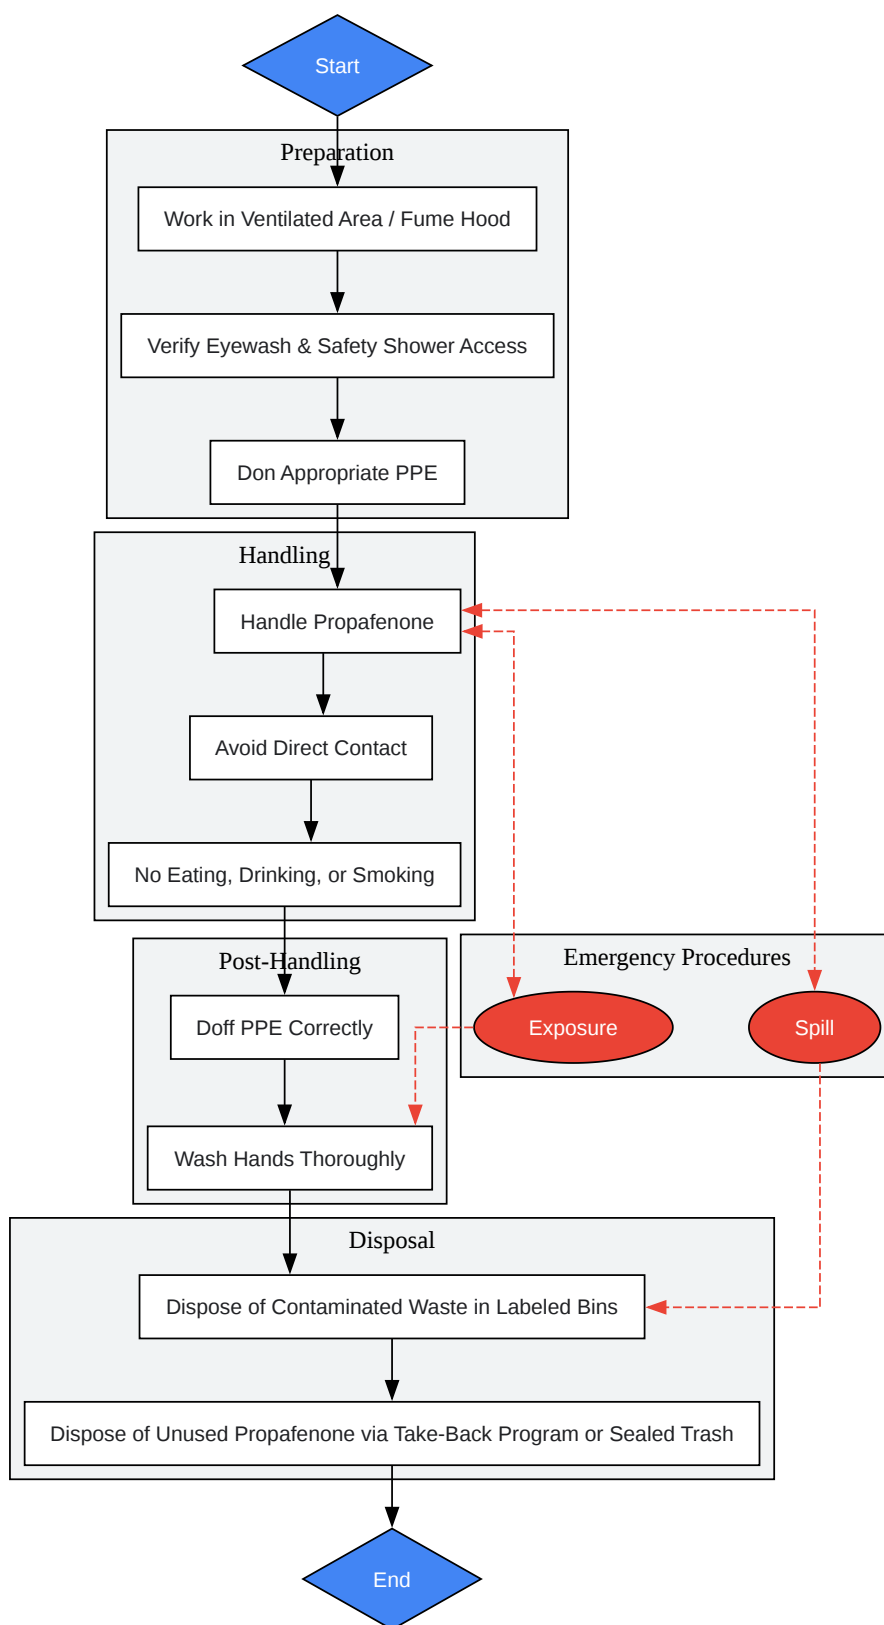 Start
Preparation
Work in Ventilated Area / Fume Hood
Verify Eyewash & Safety Shower Access
Don Appropriate PPE
Handling
Handle Propafenone
Avoid Direct Contact
No Eating, Drinking, or Smoking
Post-Handling
Emergency Procedures
Doff PPE Correctly
Exposure
Spill
Wash Hands Thoroughly
Disposal
Dispose of Contaminated Waste in Labeled Bins
Dispose of Unused Propafenone via Take-Back Program or Sealed Trash
End